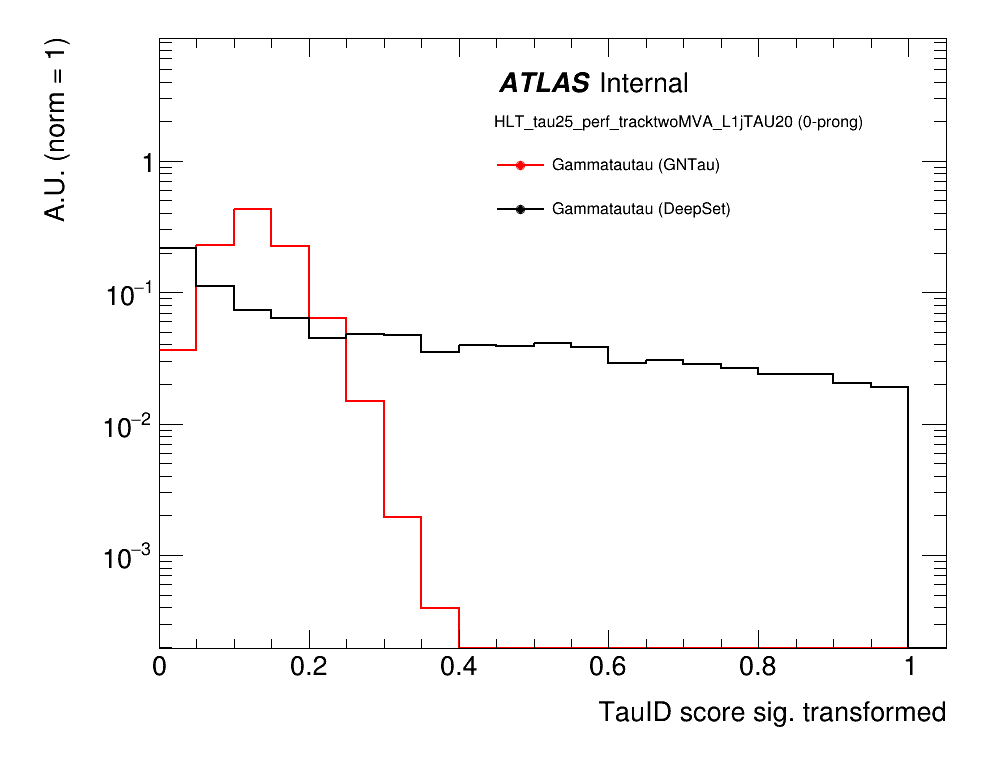 A.U. (norm = 1)
ATLAS Internal
HLT_tau25_perf_tracktwoMVA_L1jTAU20 (0-prong)
Gammatautau (GNTau)
Gammatautau (DeepSet)
1
10⁻¹
10⁻²
10⁻³
0 0.2 0.4 0.6 0.8 1
TauID score sig. transformed